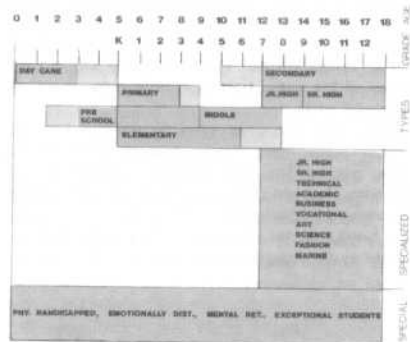 0 1 2 3 4 5 6 7 8 9 10 11 12 13 14 15 16 17 18 AGE
K 1 2 3 4 5 6 7 8 9 10 11 12 GRADE
DAY CARE SECONDARY
PRIMARY JR. HIGH SR. HIGH
PRE SCHOOL MIDDLE
ELEMENTARY
TYPES
JR. HIGH
SR. HIGH
TECHNICAL
ACADEMIC
BUSINESS
VOCATIONAL
ART
SCIENCE
FASHION
MARINE
SPECIALIZED
PHY. HANDICAPPED, EMOTIONALLY DIST., MENTAL RET., EXCEPTIONAL STUDENTS
SPECIAL